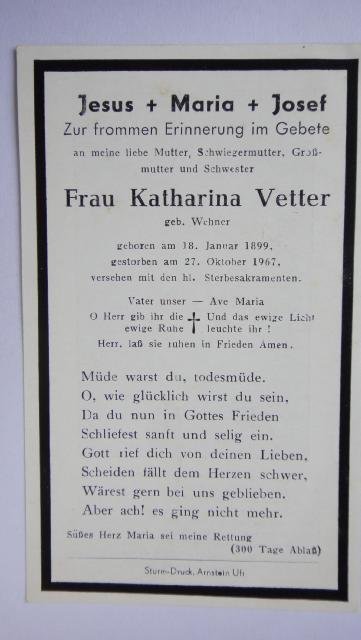 Jesus + Maria + Josef
Zur frommen Erinnerung im Gebete
an meine liebe Mutter, Schwiegermutter, Groß-
mutter und Schwester
Frau Katharina Vetter
geb. Wehner
geboren am 18. Januar 1899,
gestorben am 27. Oktober 1967,
versehen mit den hl. Sterbesakramenten.
Vater unser — Ave Maria
O Herr gib ihr die ✝ Und das ewige Licht
ewige Ruhe leuchte ihr !
Herr, laß sie ruhen in Frieden Amen.
Müde warst du, todesmüde.
O, wie glücklich wirst du sein,
Da du nun in Gottes Frieden
Schliefest sanft und selig ein.
Gott rief dich von deinen Lieben,
Scheiden fällt dem Herzen schwer,
Wärest gern bei uns geblieben.
Aber ach! es ging nicht mehr.
Süßes Herz Maria sei meine Rettung
(300 Tage Ablaß)
Sturm-Druck, Arnstein Ufr